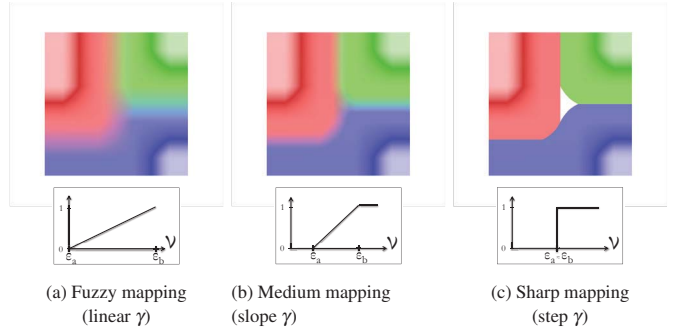 1
0
ε_a
ε_b
ν
1
0
ε_a
ε_b
ν
1
0
ε_a = ε_b
ν
(a) Fuzzy mapping
(linear γ)
(b) Medium mapping
(slope γ)
(c) Sharp mapping
(step γ)